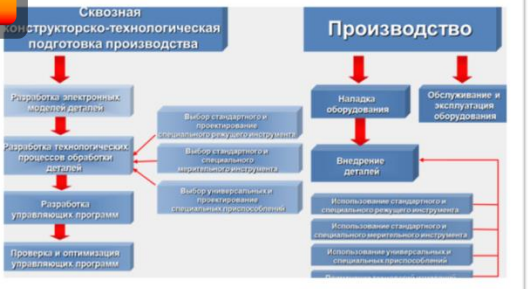 Сквозная
конструкторско-технологическая
подготовка производства
Разработка электронных
моделей деталей
Разработка технологических
процессов обработки
деталей
Разработка
управляющих программ
Проверка и оптимизация
управляющих программ
Выбор стандартного и
проектирование
специального режущего инструмента
Выбор стандартного и
специального
мерительного инструмента
Выбор универсальных и
проектирование
специальных приспособлений
Производство
Наладка
оборудования
Обслуживание и
эксплуатация
оборудования
Внедрение
деталей
Использование стандартного и
специального режущего инструмента
Использование стандартного и
специального мерительного инструмента
Использование универсальных и
специальных приспособлений